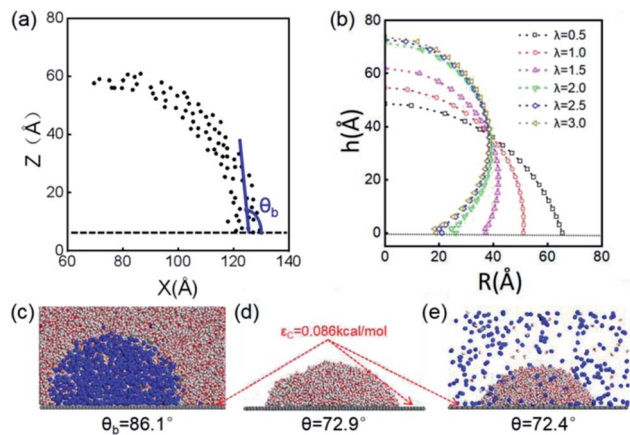 (a)
80
60
40
20
0
60 80 100 120 140
Z (Å)
X(Å)
θb
(b)
80
60
40
20
0
0 20 40 60 80
h(Å)
R(Å)
λ=0.5
λ=1.0
λ=1.5
λ=2.0
λ=2.5
λ=3.0
(c) (d) (e)
εC=0.086kcal/mol
θb=86.1° θ=72.9° θ=72.4°